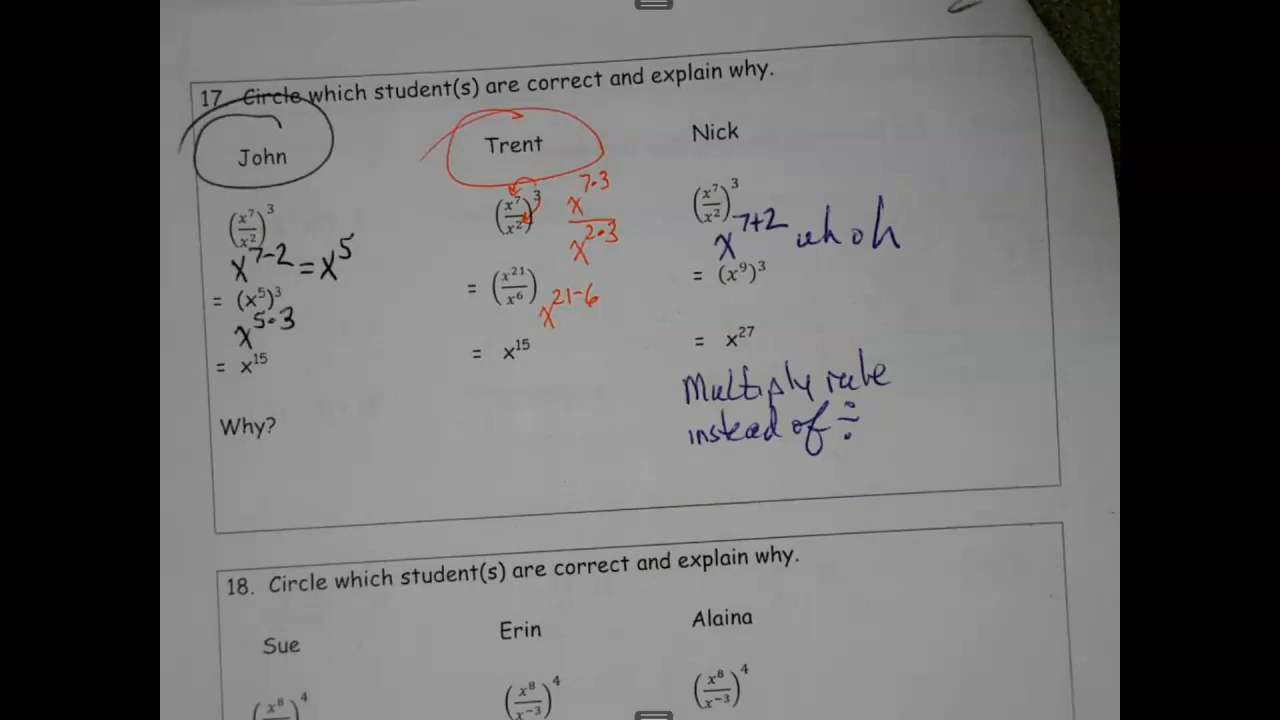 17. Circle which student(s) are correct and explain why.
John
Trent
Nick
(x⁷/x²)³
x⁷⁻² = x⁵
= (x⁵)³
x⁵·³
= x¹⁵
Why?
(x⁷/x²)³ x⁷·³/x²·³
= (x²¹/x⁶) x²¹⁻⁶
= x¹⁵
(x⁷/x²)³
x⁷⁺² uh oh
= (x⁹)³
= x²⁷
Multiply rule
instead of ÷
18. Circle which student(s) are correct and explain why.
Sue
Erin
Alaina
(x⁸/ )⁴
(x⁸/x⁻³)⁴
(x⁸/x⁻³)⁴